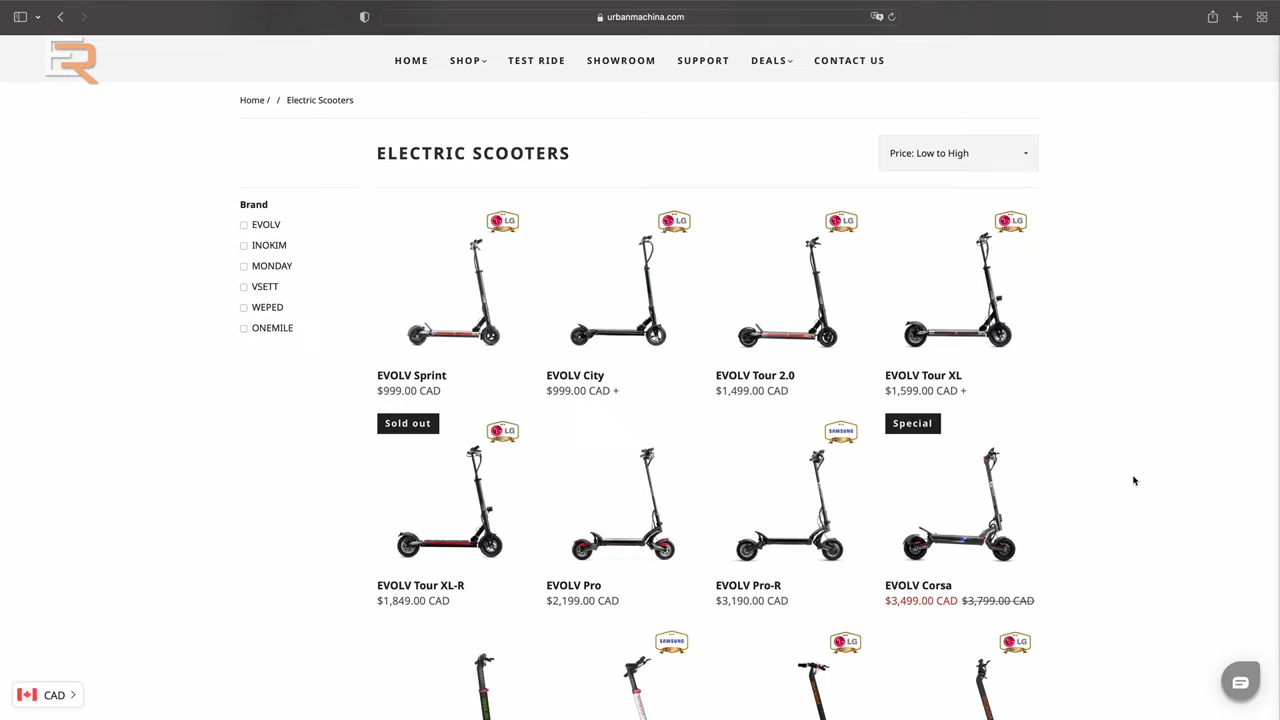 urbanmachina.com
ER
HOME SHOP TEST RIDE SHOWROOM SUPPORT DEALS CONTACT US
Home / / Electric Scooters
ELECTRIC SCOOTERS
Price: Low to High
Brand
EVOLV
INOKIM
MONDAY
VSETT
WEPED
ONEMILE
LG LG LG LG
EVOLV Sprint
$999.00 CAD
EVOLV City
$999.00 CAD +
EVOLV Tour 2.0
$1,499.00 CAD
EVOLV Tour XL
$1,599.00 CAD +
Sold out
LG
SAMSUNG
Special
EVOLV Tour XL-R
$1,849.00 CAD
EVOLV Pro
$2,199.00 CAD
EVOLV Pro-R
$3,190.00 CAD
EVOLV Corsa
$3,499.00 CAD $3,799.00 CAD
SAMSUNG
LG
LG
CAD